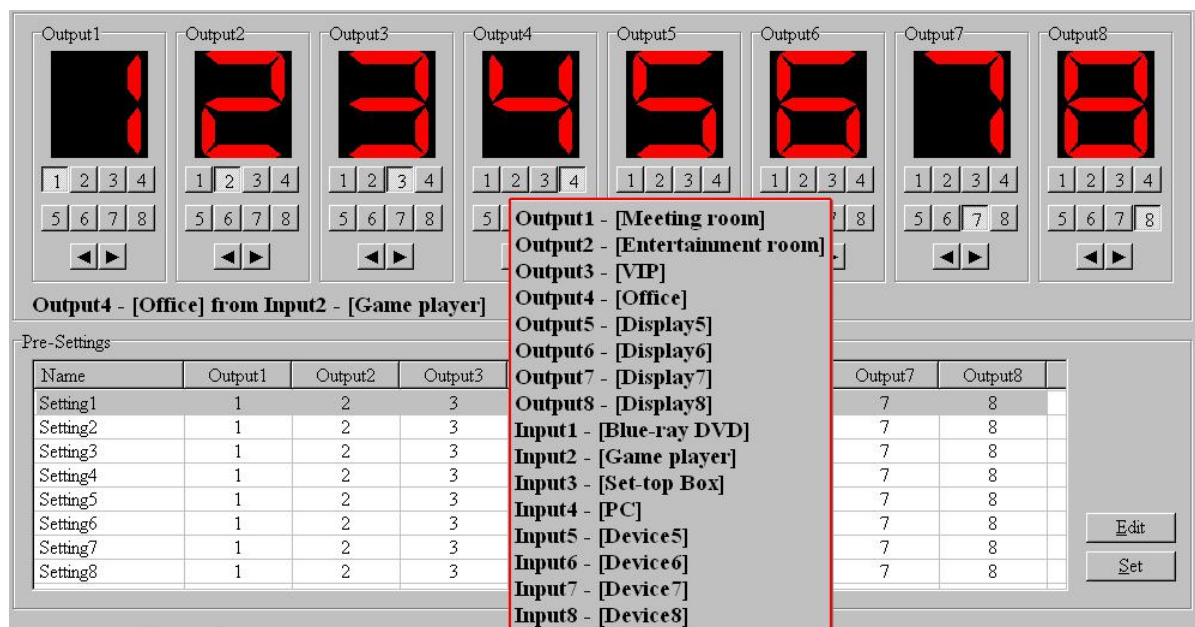 Output1 Output2 Output3 Output4 Output5 Output6 Output7 Output8
1 2 3 4 5 6 7 8
1 2 3 4 1 2 3 4 1 2 3 4 1 2 3 4 1 2 3 4 1 2 3 4 1 2 3 4 1 2 3 4
5 6 7 8 5 6 7 8 5 6 7 8 5 8 5 6 7 8 5 6 7 8
Output4 - [Office] from Input2 - [Game player]
Output1 - [Meeting room]
Output2 - [Entertainment room]
Output3 - [VIP]
Output4 - [Office]
Output5 - [Display5]
Output6 - [Display6]
Output7 - [Display7]
Output8 - [Display8]
Input1 - [Blue-ray DVD]
Input2 - [Game player]
Input3 - [Set-top Box]
Input4 - [PC]
Input5 - [Device5]
Input6 - [Device6]
Input7 - [Device7]
Input8 - [Device8]
Pre-Settings
Name Output1 Output2 Output3 Output7 Output8
Setting1 1 2 3 7 8
Setting2 1 2 3 7 8
Setting3 1 2 3 7 8
Setting4 1 2 3 7 8
Setting5 1 2 3 7 8
Setting6 1 2 3 7 8
Setting7 1 2 3 7 8
Setting8 1 2 3 7 8
Edit
Set